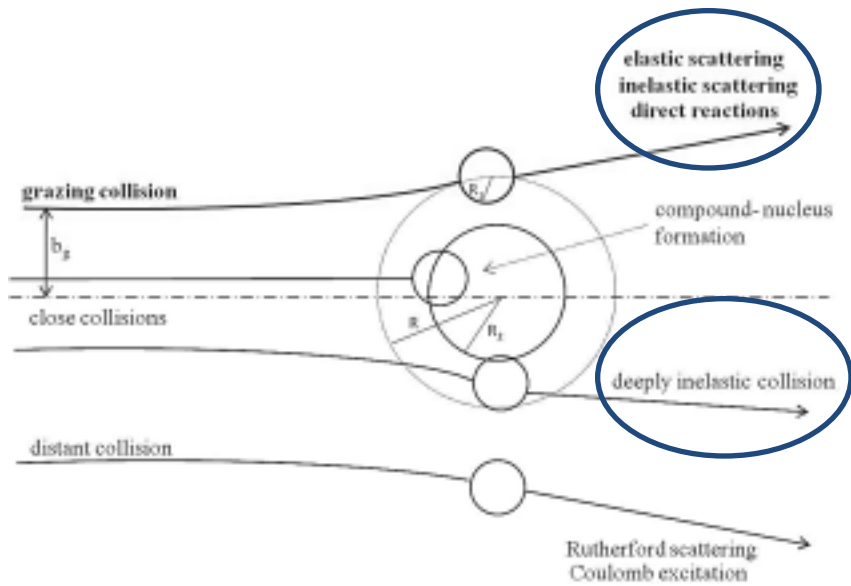 elastic scattering
inelastic scattering
direct reactions
grazing collision
compound- nucleus
formation
close collisions
R
deeply inelastic collision
distant collision
Rutherford scattering
Coulomb excitation